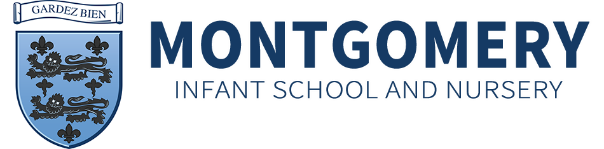 GARDEZ BIEN
MONTGOMERY
INFANT SCHOOL AND NURSERY